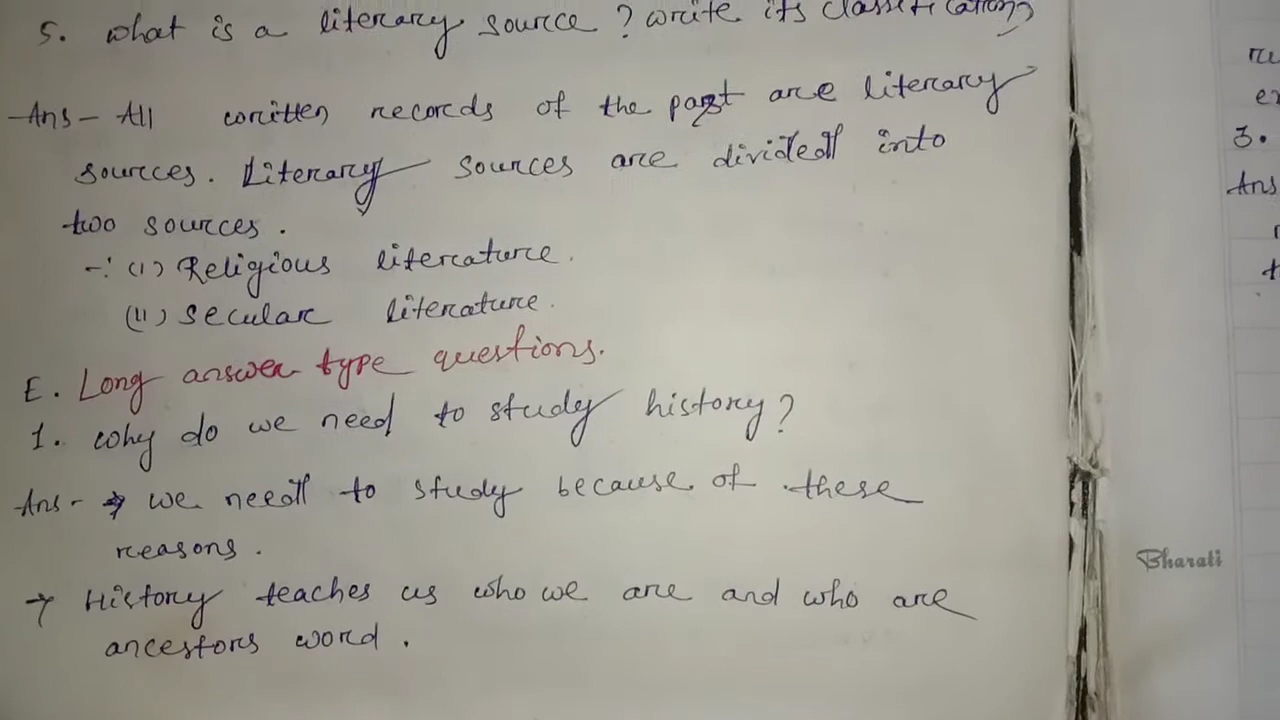 5. What is a literary source? Write its classification
Ans- All written records of the past are literary
sources. Literary sources are divided into
two sources.
-: (i) Religious literature.
(ii) Secular literature.
E. Long answer type questions.
1. Why do we need to study history?
Ans- → We need to study because of these
reasons.
→ History teaches us who we are and who are
ancestors word.
Bharati
3.
Ans